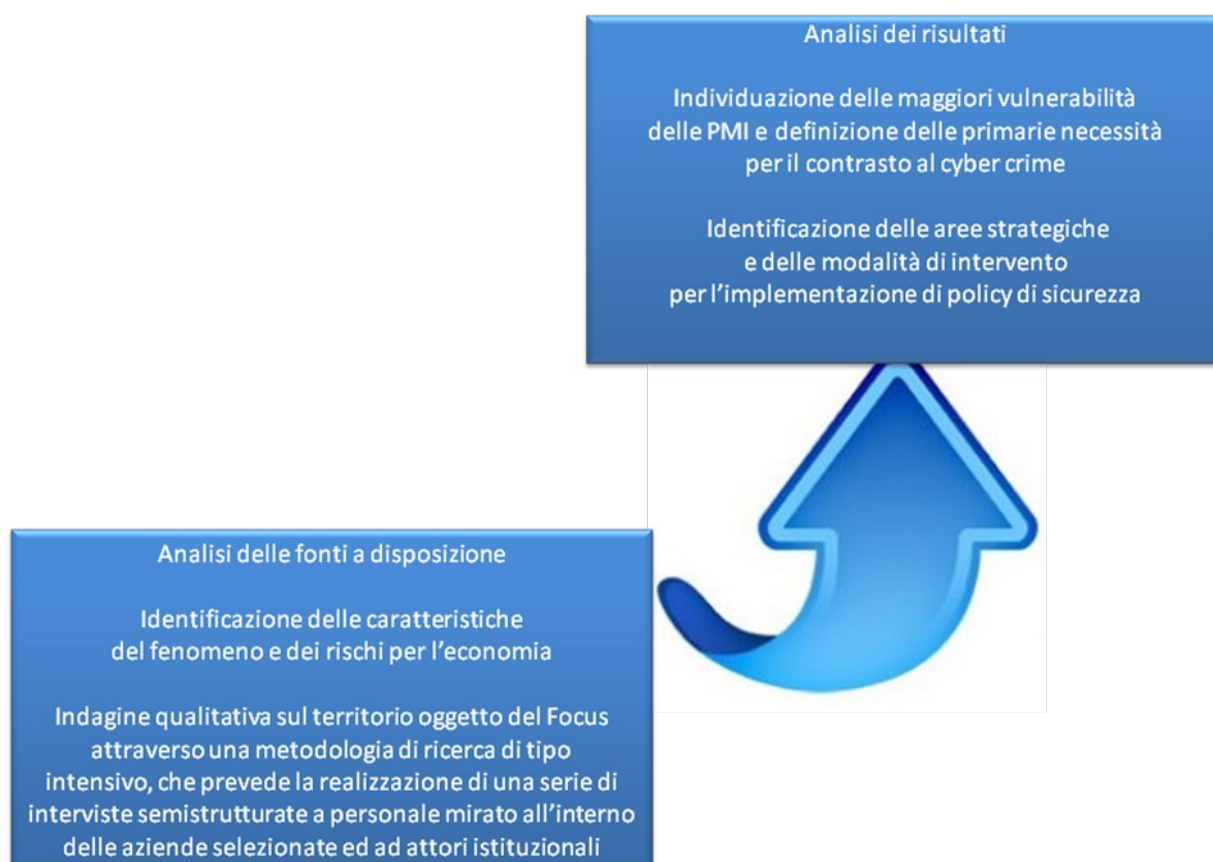 Analisi dei risultati
Individuazione delle maggiori vulnerabilità
delle PMI e definizione delle primarie necessità
per il contrasto al cyber crime
Identificazione delle aree strategiche
e delle modalità di intervento
per l'implementazione di policy di sicurezza
Analisi delle fonti a disposizione
Identificazione delle caratteristiche
del fenomeno e dei rischi per l'economia
Indagine qualitativa sul territorio oggetto del Focus
attraverso una metodologia di ricerca di tipo
intensivo, che prevede la realizzazione di una serie di
interviste semistrutturate a personale mirato all'interno
delle aziende selezionate ed ad attori istituzionali